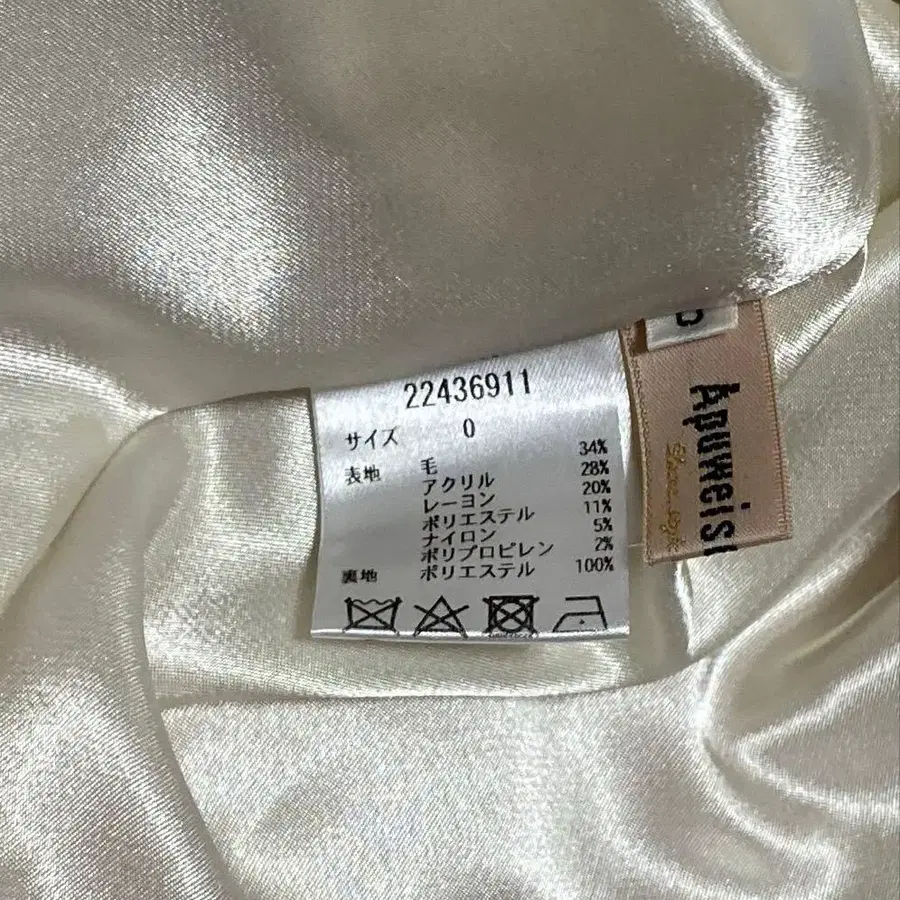 22436911
サイズ 0
表地 毛 34%
アクリル 28%
レーヨン 20%
ポリエステル 11%
ナイロン 5%
ポリプロピレン 2%
裏地 ポリエステル 100%
0
Apuweis